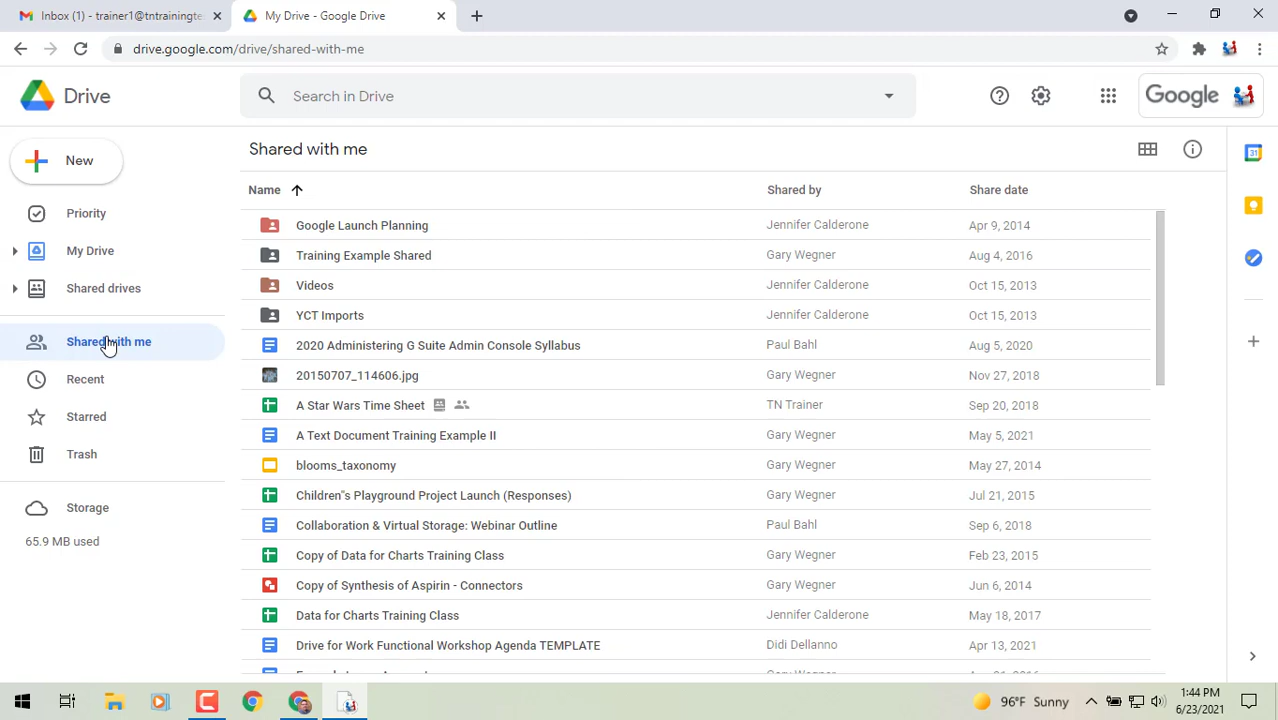 Inbox (1) - trainer1@tntrainingte
My Drive - Google Drive
drive.google.com/drive/shared-with-me
Drive
Search in Drive
Google
New
Shared with me
Name
Shared by
Share date
Priority
My Drive
Shared drives
Shared with me
Recent
Starred
Trash
Storage
65.9 MB used
Google Launch Planning Jennifer Calderone Apr 9, 2014
Training Example Shared Gary Wegner Aug 4, 2016
Videos Jennifer Calderone Oct 15, 2013
YCT Imports Jennifer Calderone Oct 15, 2013
2020 Administering G Suite Admin Console Syllabus Paul Bahl Aug 5, 2020
20150707_114606.jpg Gary Wegner Nov 27, 2018
A Star Wars Time Sheet TN Trainer Sep 20, 2018
A Text Document Training Example II Gary Wegner May 5, 2021
blooms_taxonomy Gary Wegner May 27, 2014
Children"s Playground Project Launch (Responses) Gary Wegner Jul 21, 2015
Collaboration & Virtual Storage: Webinar Outline Paul Bahl Sep 6, 2018
Copy of Data for Charts Training Class Gary Wegner Feb 23, 2015
Copy of Synthesis of Aspirin - Connectors Gary Wegner Jun 6, 2014
Data for Charts Training Class Jennifer Calderone May 18, 2017
Drive for Work Functional Workshop Agenda TEMPLATE Didi Dellanno Apr 13, 2021
31
96°F Sunny
1:44 PM
6/23/2021